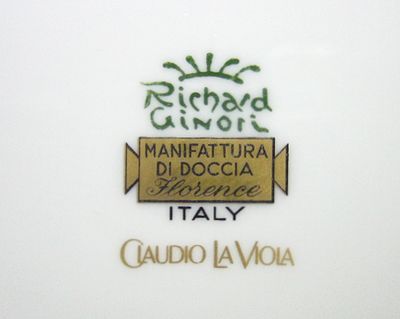 Richard
GINORI
MANIFATTURA
DI DOCCIA
Florence
ITALY
CLAUDIO LA VIOLA